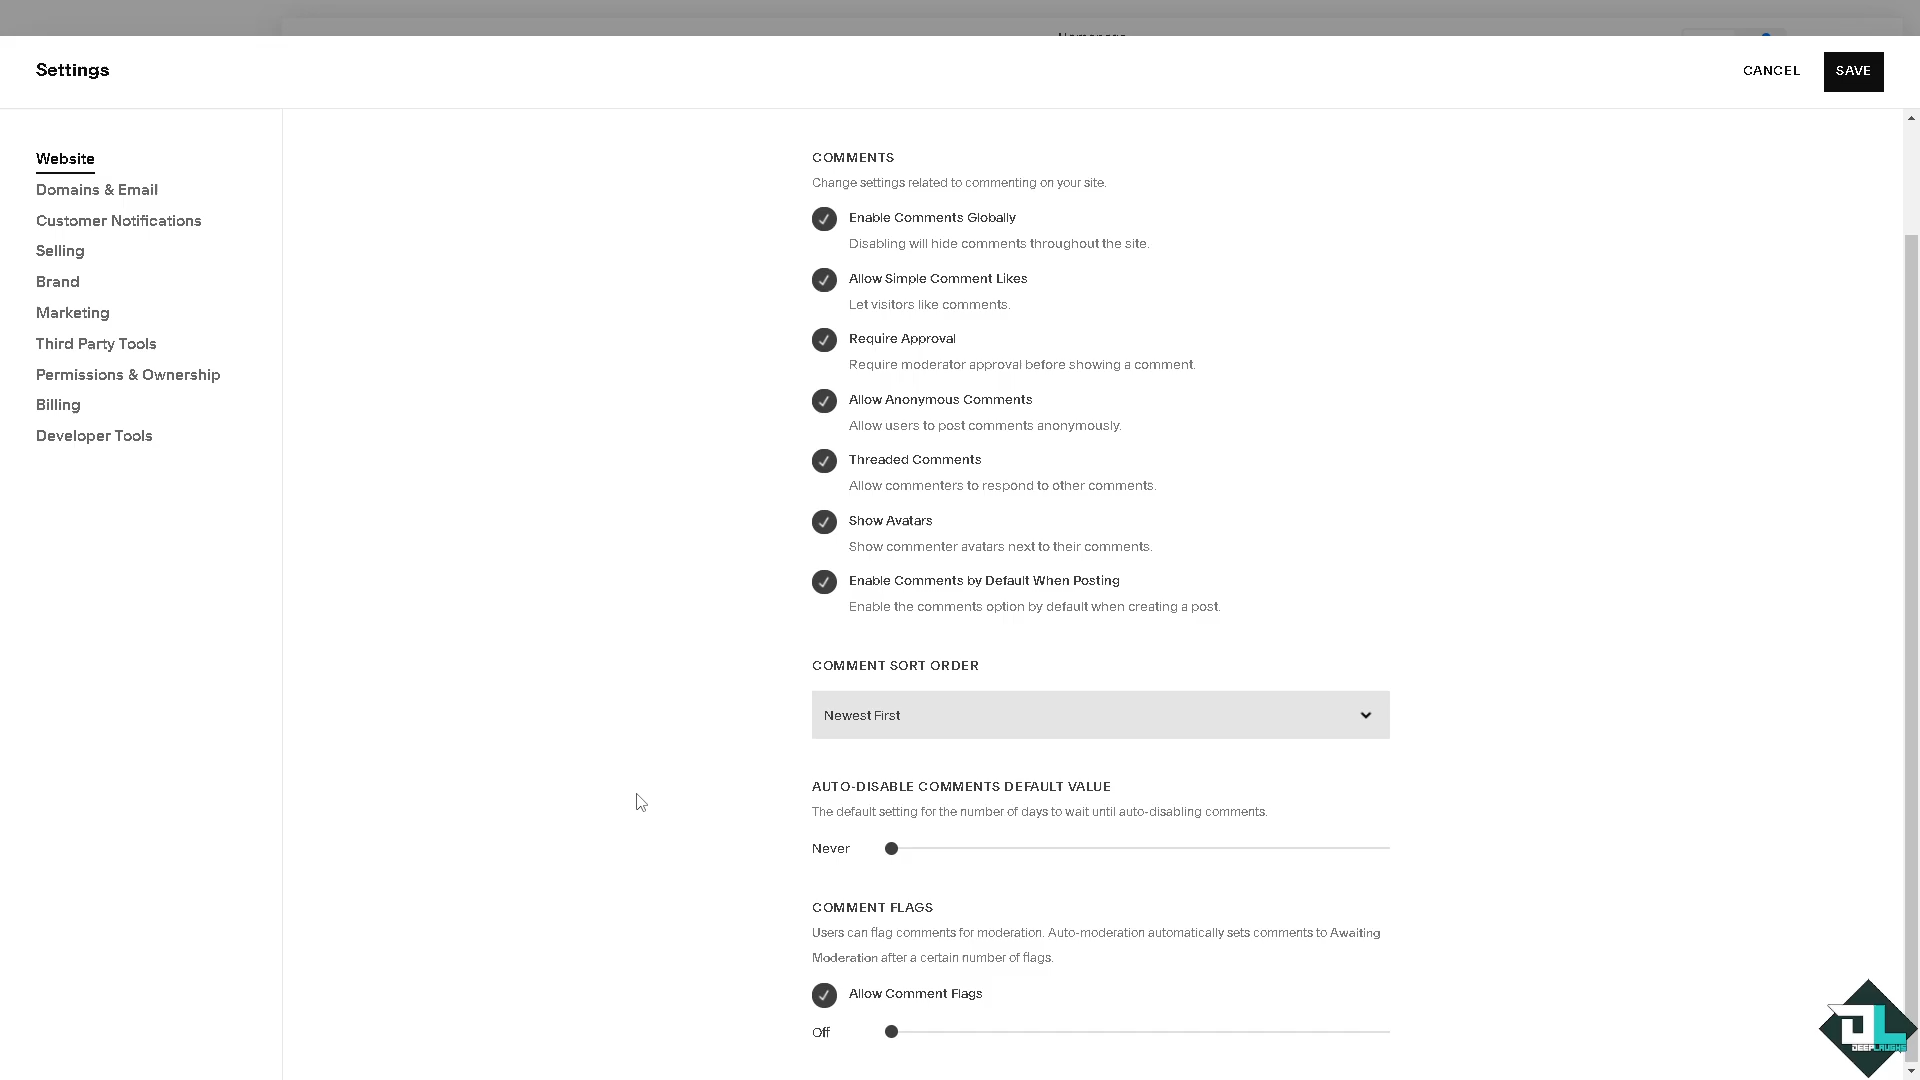 Settings
CANCEL
SAVE
Website
Domains & Email
Customer Notifications
Selling
Brand
Marketing
Third Party Tools
Permissions & Ownership
Billing
Developer Tools
COMMENTS
Change settings related to commenting on your site.
Enable Comments Globally
Disabling will hide comments throughout the site.
Allow Simple Comment Likes
Let visitors like comments.
Require Approval
Require moderator approval before showing a comment.
Allow Anonymous Comments
Allow users to post comments anonymously.
Threaded Comments
Allow commenters to respond to other comments.
Show Avatars
Show commenter avatars next to their comments.
Enable Comments by Default When Posting
Enable the comments option by default when creating a post.
COMMENT SORT ORDER
Newest First
AUTO-DISABLE COMMENTS DEFAULT VALUE
The default setting for the number of days to wait until auto-disabling comments.
Never
COMMENT FLAGS
Users can flag comments for moderation. Auto-moderation automatically sets comments to Awaiting
Moderation after a certain number of flags.
Allow Comment Flags
Off
DEEPLAUGHS